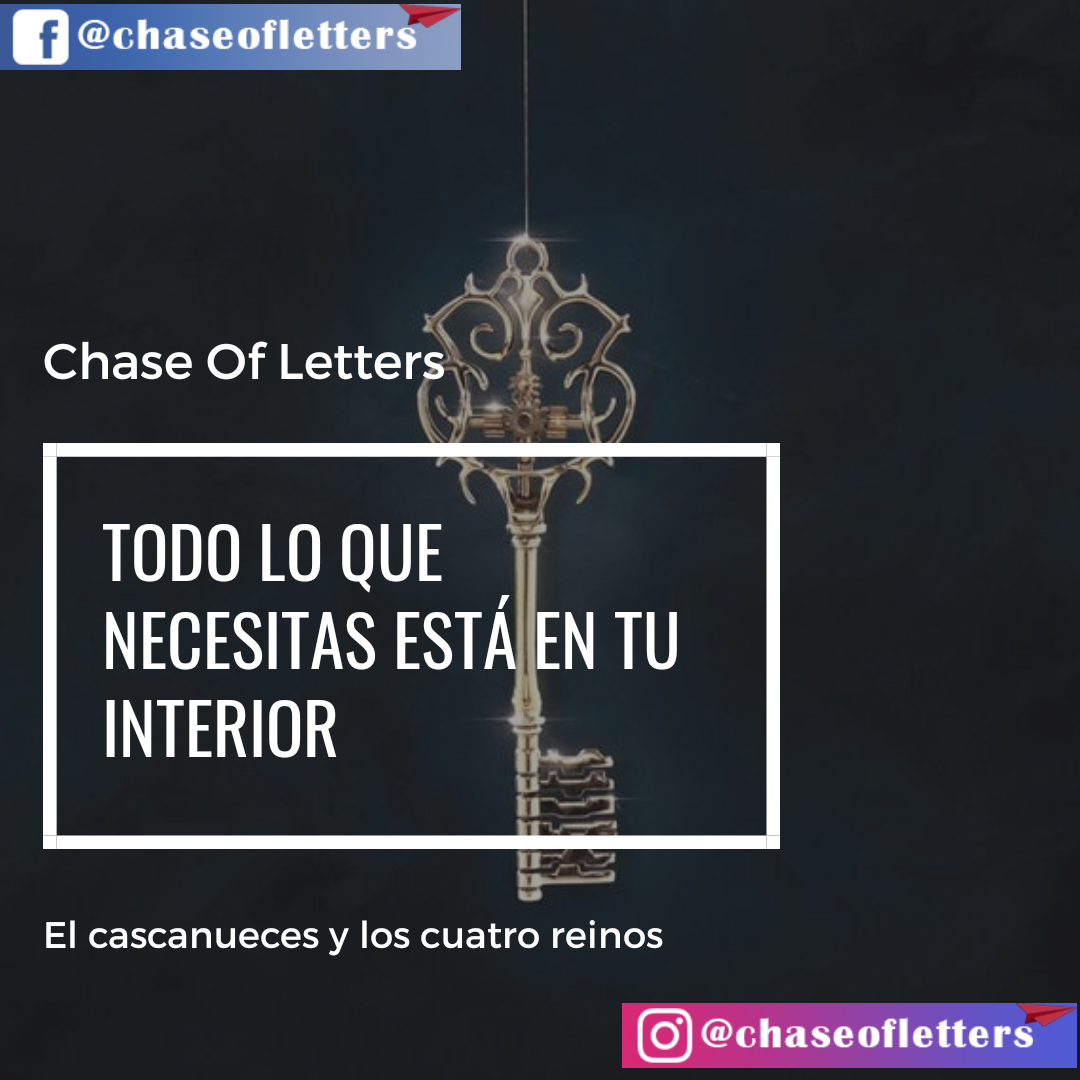 @chaseofletters
Chase Of Letters
TODO LO QUE
NECESITAS ESTÁ EN TU
INTERIOR
El cascanueces y los cuatro reinos
@chaseofletters